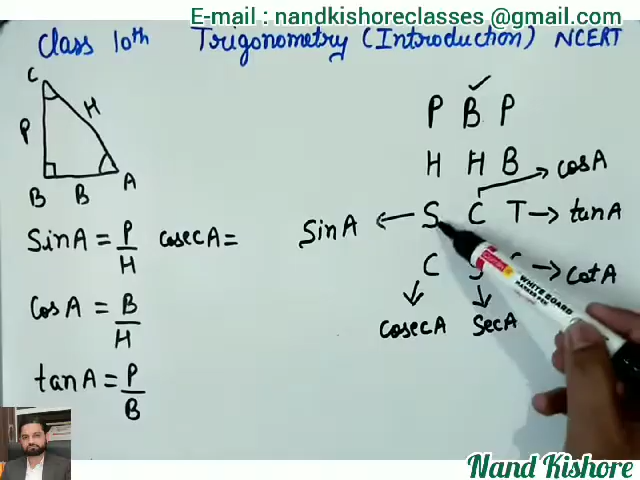 E-mail : nandkishoreclasses @gmail.com
Class 10th Trigonometry (Introduction) NCERT
C
P H
B B A
P B P
H H B
cosA
SinA ← S C T → tanA
C S → cotA
cosecA SecA
SinA = P/H cosecA =
cosA = B/H
tanA = P/B
WHITE BOARD
MARKER PEN
Nand Kishore